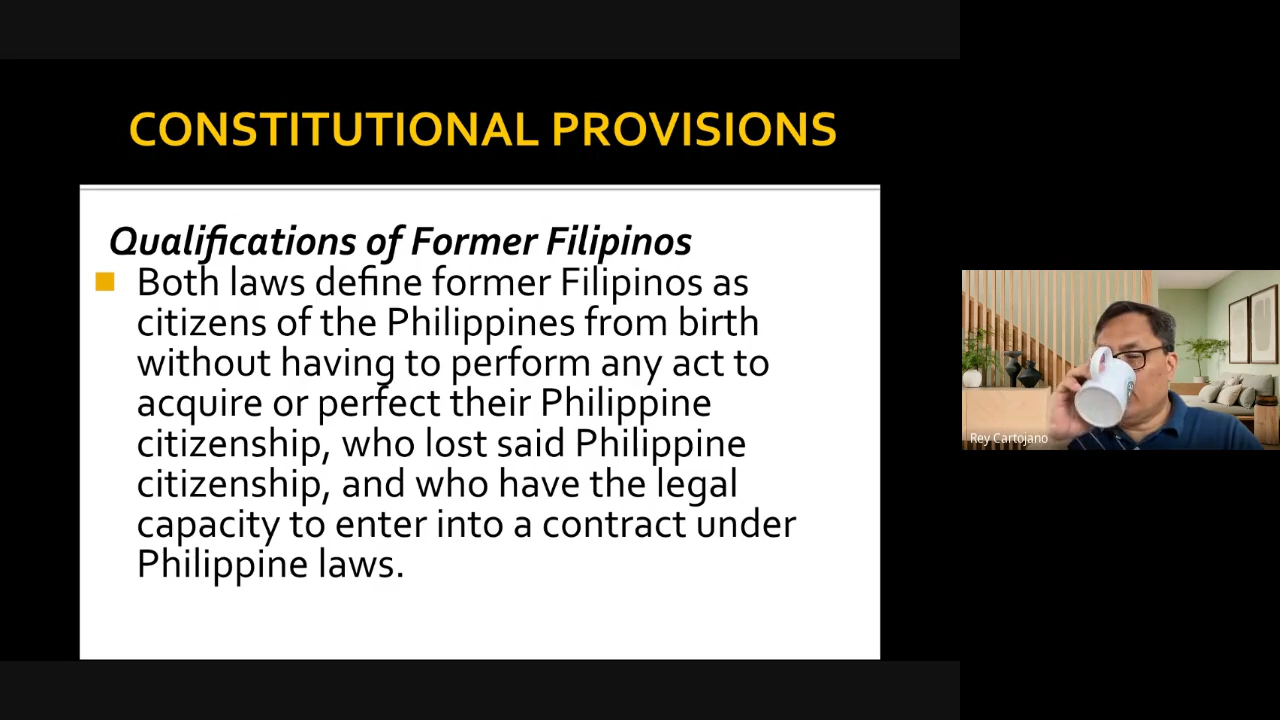 CONSTITUTIONAL PROVISIONS
Qualifications of Former Filipinos
Both laws define former Filipinos as
citizens of the Philippines from birth
without having to perform any act to
acquire or perfect their Philippine
citizenship, who lost said Philippine
citizenship, and who have the legal
capacity to enter into a contract under
Philippine laws.
Rey Cartojano